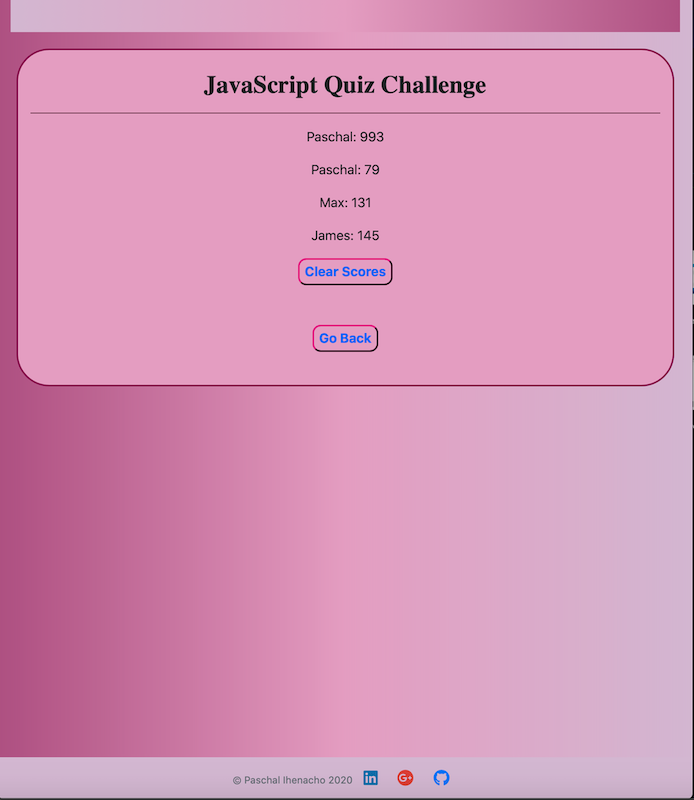 JavaScript Quiz Challenge
Paschal: 993
Paschal: 79
Max: 131
James: 145
Clear Scores
Go Back
© Paschal Ihenacho 2020 in G+